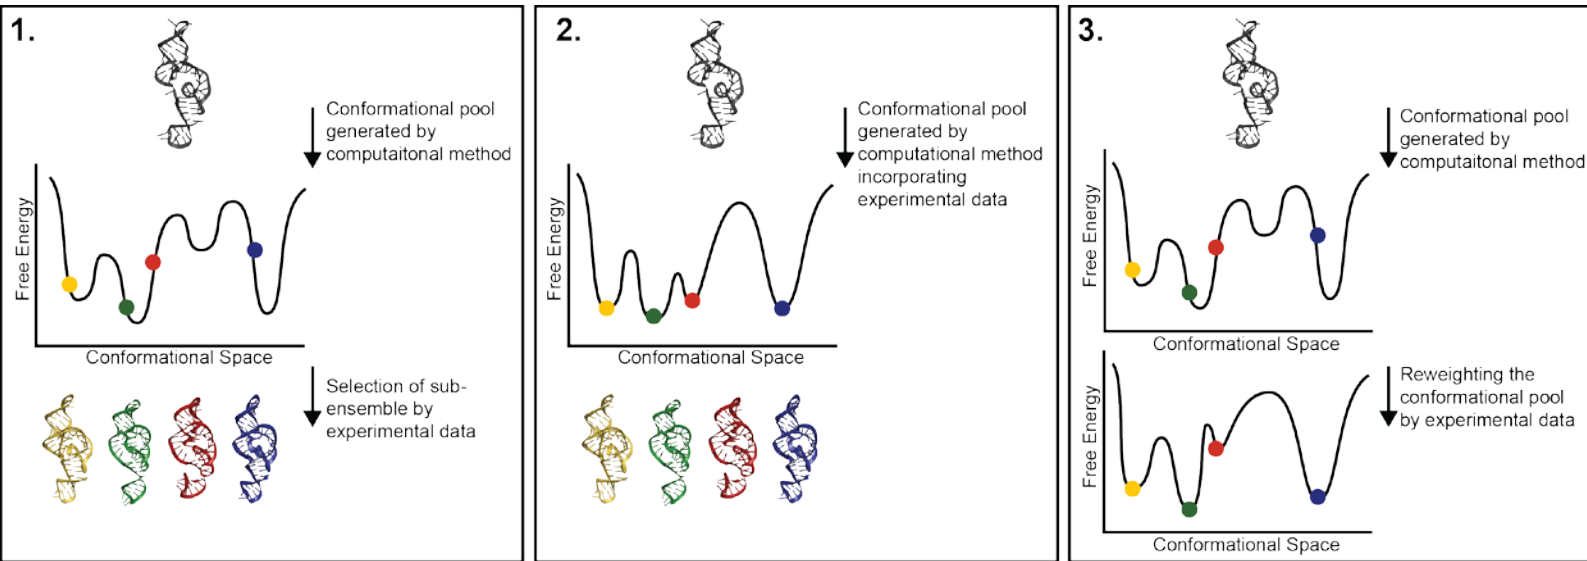 1.
Conformational pool
generated by
computaitonal method
Free Energy
Conformational Space
Selection of sub-
ensemble by
experimental data
2.
Conformational pool
generated by
computational method
incorporating
experimental data
Free Energy
Conformational Space
3.
Conformational pool
generated by
computaitonal method
Free Energy
Conformational Space
Reweighting the
conformational pool
by experimental data
Free Energy
Conformational Space